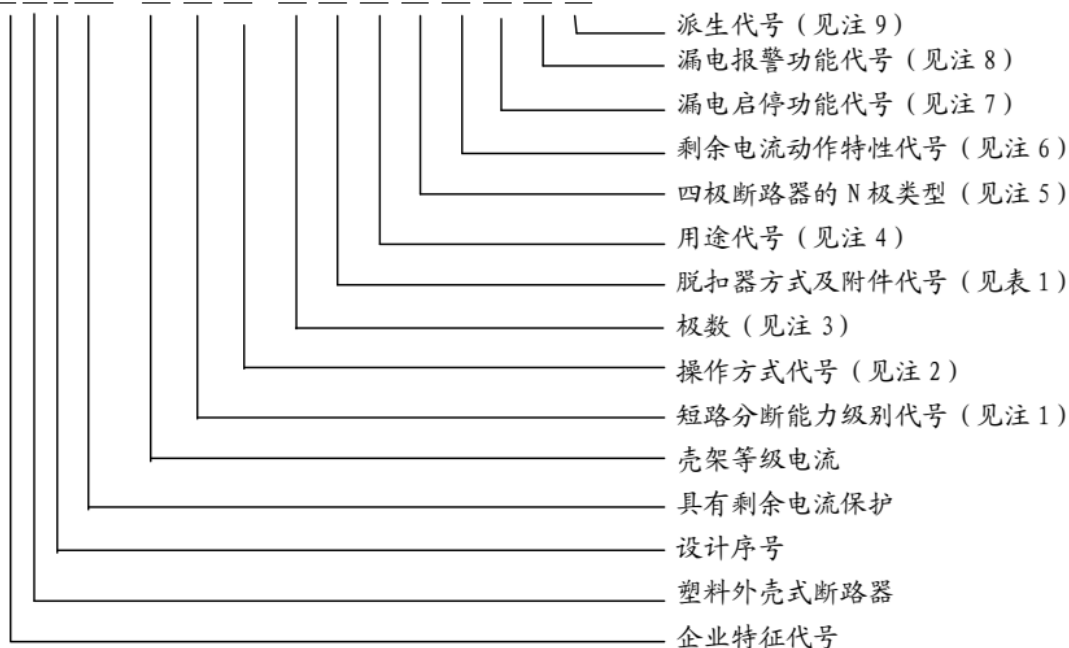 派生代号（见注 9）
漏电报警功能代号（见注 8）
漏电启停功能代号（见注 7）
剩余电流动作特性代号（见注 6）
四极断路器的 N 极类型（见注 5）
用途代号（见注 4）
脱扣器方式及附件代号（见表 1）
极数（见注 3）
操作方式代号（见注 2）
短路分断能力级别代号（见注 1）
壳架等级电流
具有剩余电流保护
设计序号
塑料外壳式断路器
企业特征代号